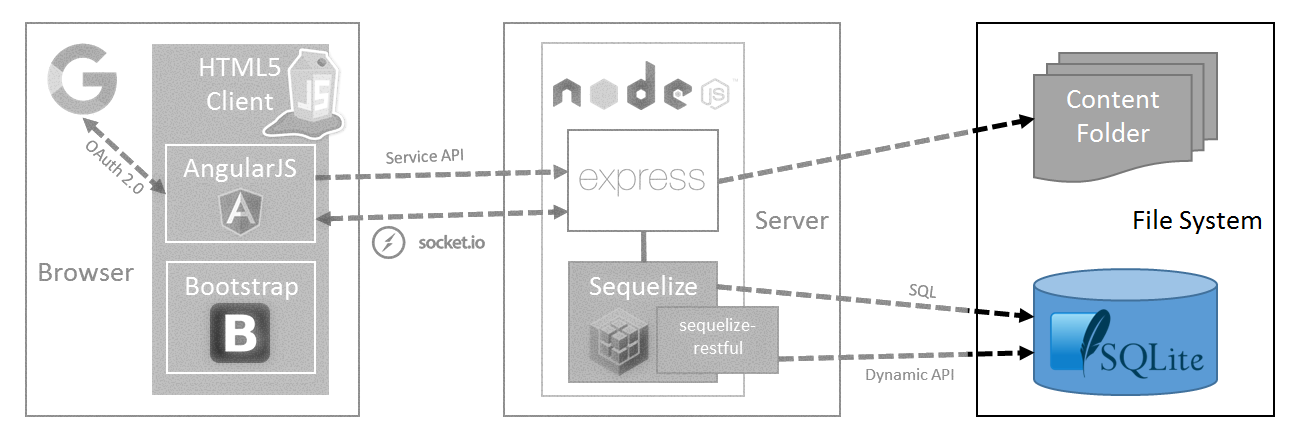 HTML5
Client
JS
OAuth 2.0
AngularJS
A
Browser
Bootstrap
B
Service API
socket.io
node
JS
™
express
Server
Sequelize
sequelize-
restful
SQL
Dynamic API
Content
Folder
File System
SQLite